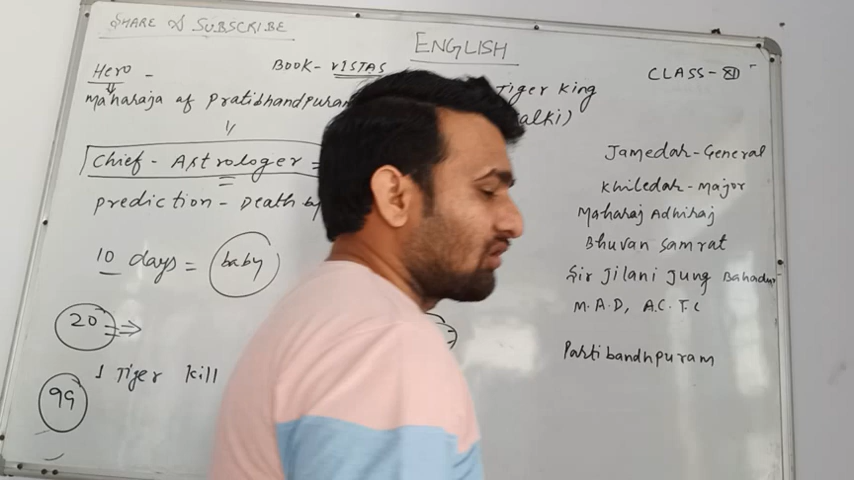 SHARE & SUBSCRIBE
ENGLISH
BOOK- VISTAS
CLASS- XII
Hero -
Tiger King
maharaja of Pratibhandpuram
alki)
Chief - Astrologer =
prediction - Death by
10 days = baby
20 =>
1 Tiger kill
99
Jamedar-General
Khiledar-Major
Maharaj Adhiraj
Bhuvan Samrat
Sir Jilani Jung Bahadur
M.A.D, A.C.T.C
Partibandhpuram